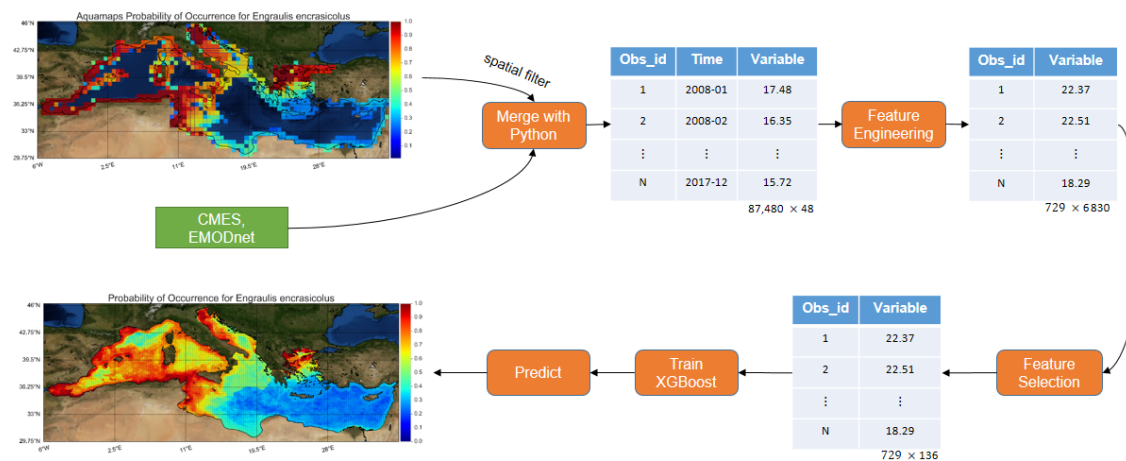 Aquamaps Probability of Occurrence for Engraulis encrasicolus
46°N
42.75°N
39.5°N
36.25°N
33°N
29.75°N
6°W
2.5°E
11°E
19.5°E
28°E
1.0
0.9
0.8
0.7
0.6
0.5
0.4
0.3
0.2
0.1
0.0
spatial filter
Merge with
Python
CMES,
EMODnet
Obs_id Time Variable
1 2008-01 17.48
2 2008-02 16.35
⋮ ⋮ ⋮
N 2017-12 15.72
87,480 × 48
Feature
Engineering
Obs_id Variable
1 22.37
2 22.51
⋮ ⋮
N 18.29
729 × 6830
Feature
Selection
Obs_id Variable
1 22.37
2 22.51
⋮ ⋮
N 18.29
729 × 136
Train
XGBoost
Predict
Probability of Occurrence for Engraulis encrasicolus
46°N
42.75°N
39.5°N
36.25°N
33°N
29.75°N
6°W
2.5°E
11°E
19.5°E
28°E
1.0
0.9
0.8
0.7
0.6
0.5
0.4
0.3
0.2
0.1
0.0